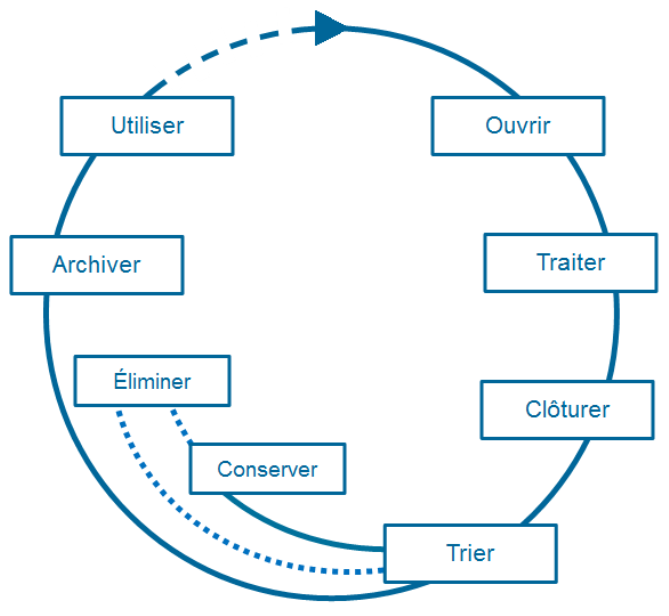 Utiliser
Ouvrir
Archiver
Traiter
Éliminer
Clôturer
Conserver
Trier